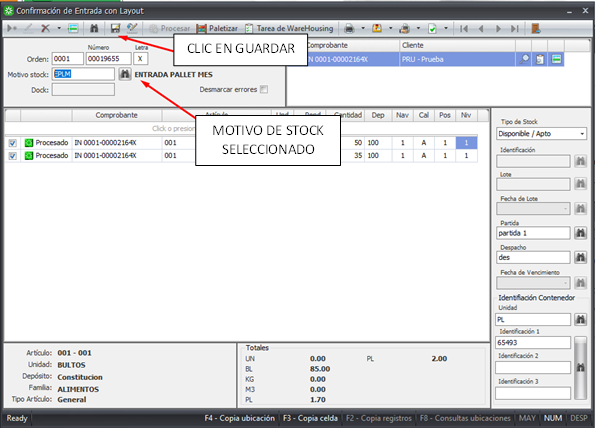 Confirmación de Entrada con Layout
Procesar Paletizar Tarea de WareHousing
CLIC EN GUARDAR
Número Letra
Orden: 0001 00019655 X
Motivo stock: EPLM ENTRADA PALLET MES
Dock: Desmarcar errores
Comprobante Cliente
IN 0001-00002164X PRU - Prueba
MOTIVO DE STOCK
SELECCIONADO
Comprobante Artículo Und Pend Cantidad Dep Nav Cal Pos Niv
Click o presion
Procesado IN 0001-00002164X 001 50 100 1 A 1 1
Procesado IN 0001-00002164X 001 35 100 1 A 1 1
Tipo de Stock
Disponible / Apto
Identificación
Lote
Fecha de Lote
Partida
partida 1
Despacho
des
Fecha de Vencimiento
Identifiación Contenedor
Unidad
PL
Identificación 1
65493
Identificación 2
Identificación 3
Artículo: 001 - 001
Unidad: BULTOS
Depósito: Constitucion
Familia: ALIMENTOS
Tipo Artículo: General
Totales
UN 0.00 PL 2.00
BL 85.00
KG 0.00
M3 0.00
PL 1.70
Ready F4 - Copia ubicación F3 - Copia celda F2 - Copia registros F8 - Consultas ubicaciones MAY NUM DESP